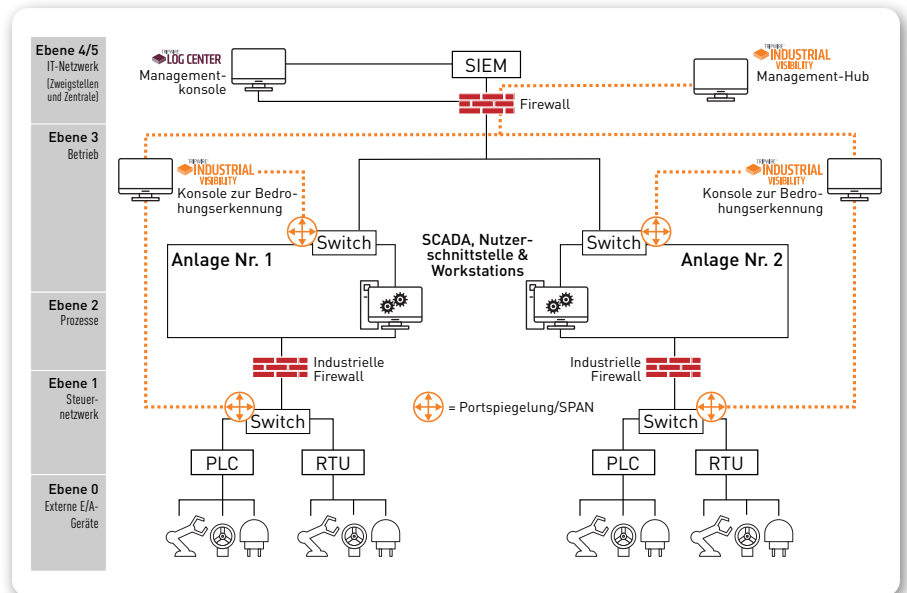 Ebene 4/5
IT-Netzwerk
(Zweigstellen
und Zentrale)
TRIPWIRE
LOG CENTER
Management-
konsole
SIEM
Firewall
TRIPWIRE
INDUSTRIAL
VISIBILITY
Management-Hub
Ebene 3
Betrieb
TRIPWIRE
INDUSTRIAL
VISIBILITY
Konsole zur Bedro-
hungserkennung
TRIPWIRE
INDUSTRIAL
VISIBILITY
Konsole zur Bedro-
hungserkennung
Switch
Anlage Nr. 1
SCADA, Nutzer-
schnittstelle &
Workstations
Switch
Anlage Nr. 2
Ebene 2
Prozesse
Industrielle
Firewall
Industrielle
Firewall
Ebene 1
Steuer-
netzwerk
Switch
= Portspiegelung/SPAN
Switch
PLC
RTU
PLC
RTU
Ebene 0
Externe E/A-
Geräte